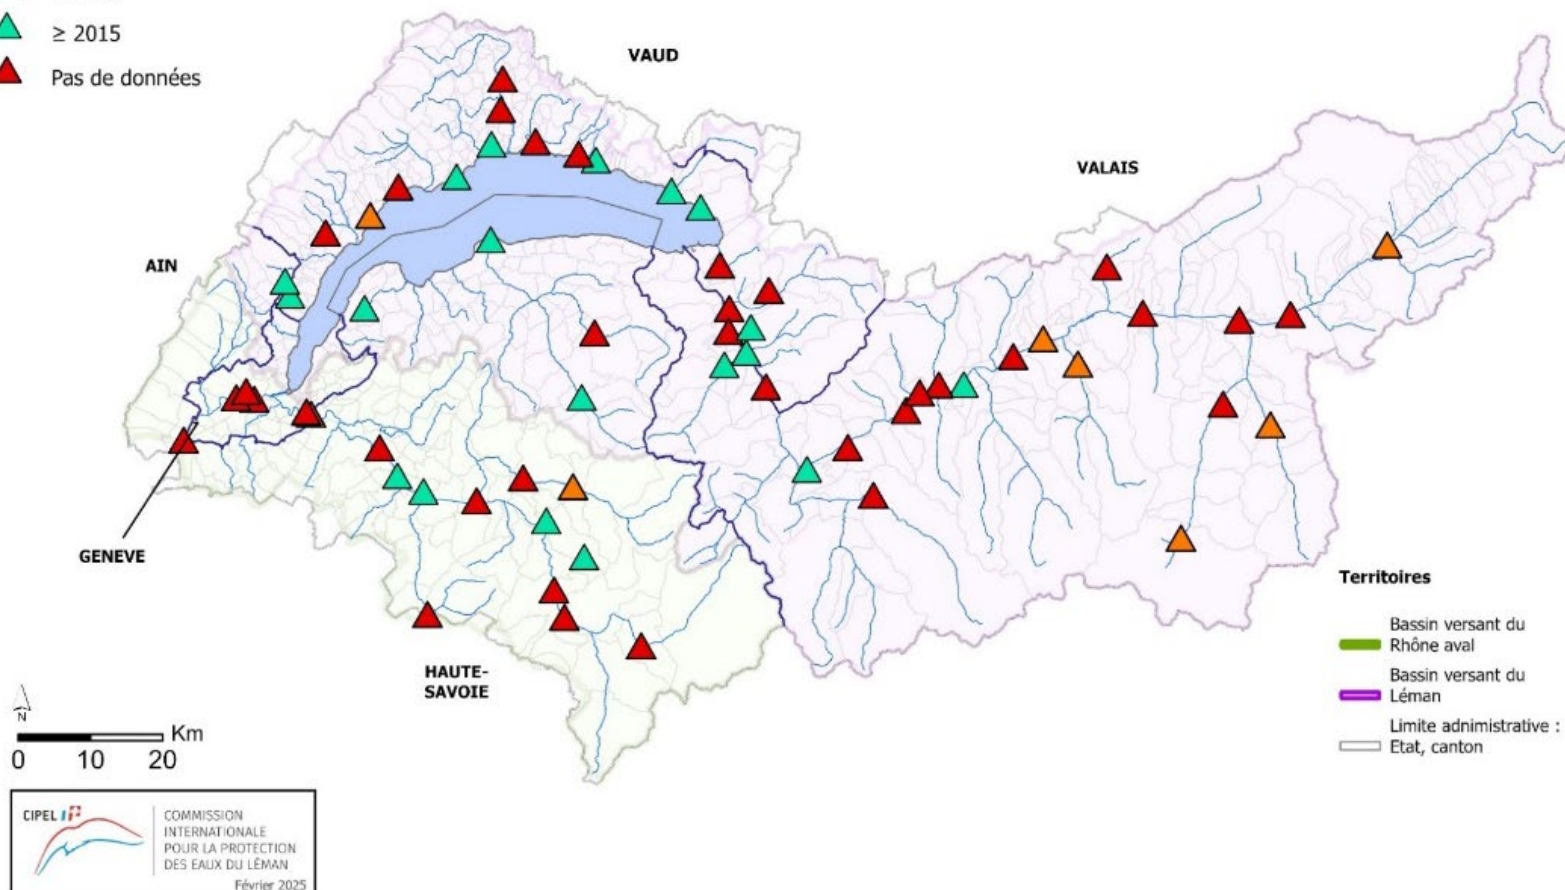 ≥ 2015
Pas de données
VAUD
VALAIS
AIN
GENEVE
HAUTE-
SAVOIE
Territoires
Bassin versant du
Rhône aval
Bassin versant du
Léman
Limite adnimistrative :
Etat, canton
N
Km
0 10 20
CIPEL
COMMISSION
INTERNATIONALE
POUR LA PROTECTION
DES EAUX DU LÉMAN
Février 2025